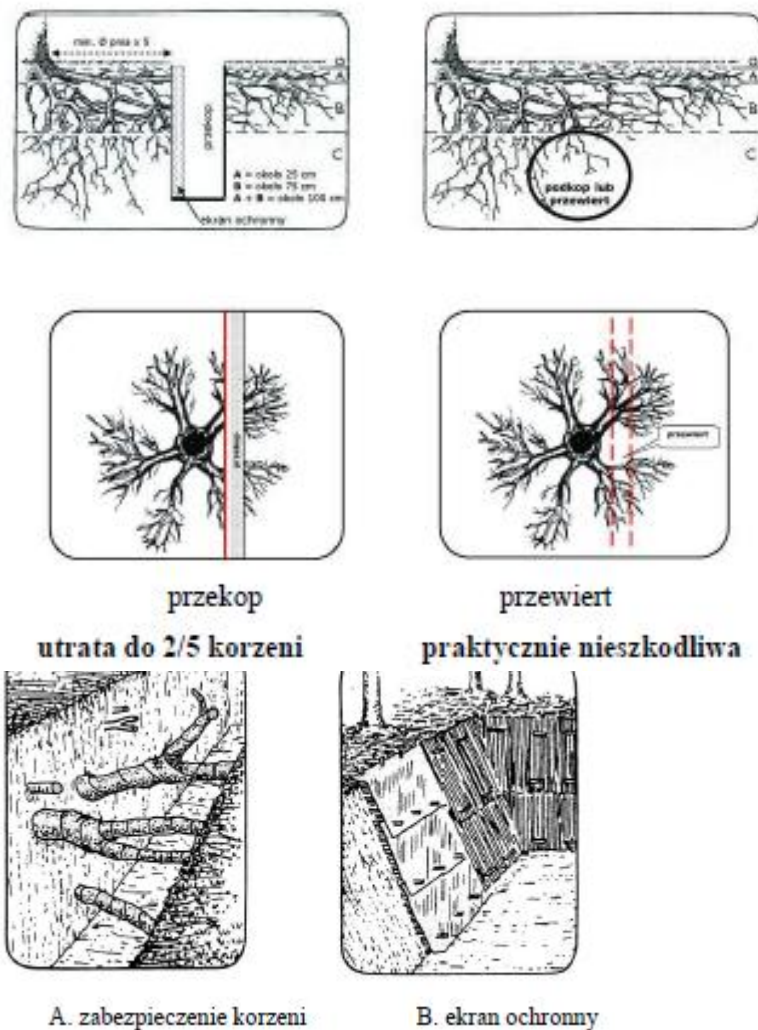 min. Ø pnia x 5
O
A
B
C
przekop
A = około 25 cm
B = około 75 cm
A + B = około 100 cm
ekran ochronny
O
A
B
C
podkop lub
przewiert
przekop
przewiert
przekop
przewiert
utrata do 2/5 korzeni
praktycznie nieszkodliwa
A. zabezpieczenie korzeni
B. ekran ochronny